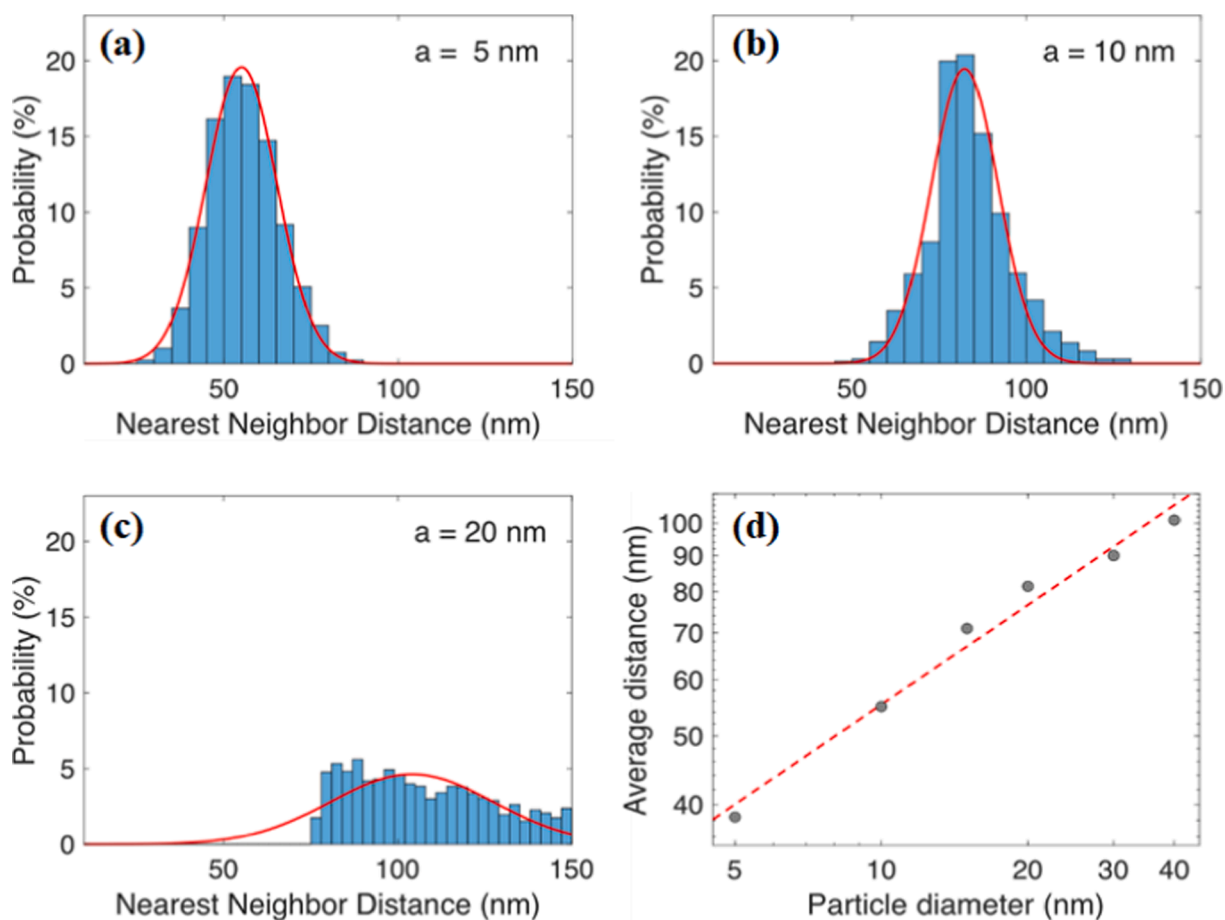 (a)
a = 5 nm
Probability (%)
20
15
10
5
0
50
100
150
Nearest Neighbor Distance (nm)
(b)
a = 10 nm
Probability (%)
20
15
10
5
0
50
100
150
Nearest Neighbor Distance (nm)
(c)
a = 20 nm
Probability (%)
20
15
10
5
0
50
100
150
Nearest Neighbor Distance (nm)
(d)
Average distance (nm)
100
90
80
70
60
50
40
5
10
20
30
40
Particle diameter (nm)